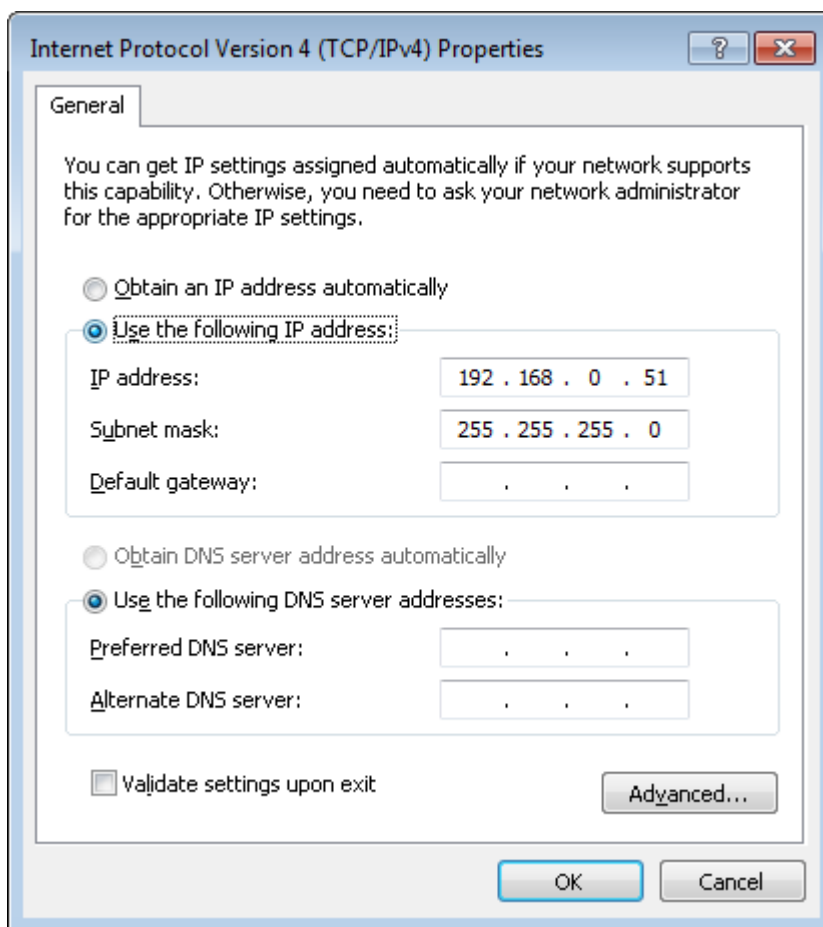 Internet Protocol Version 4 (TCP/IPv4) Properties
General
You can get IP settings assigned automatically if your network supports
this capability. Otherwise, you need to ask your network administrator
for the appropriate IP settings.
Obtain an IP address automatically
Use the following IP address:
IP address: 192 . 168 . 0 . 51
Subnet mask: 255 . 255 . 255 . 0
Default gateway: . . .
Obtain DNS server address automatically
Use the following DNS server addresses:
Preferred DNS server: . . .
Alternate DNS server: . . .
Validate settings upon exit
Advanced...
OK Cancel